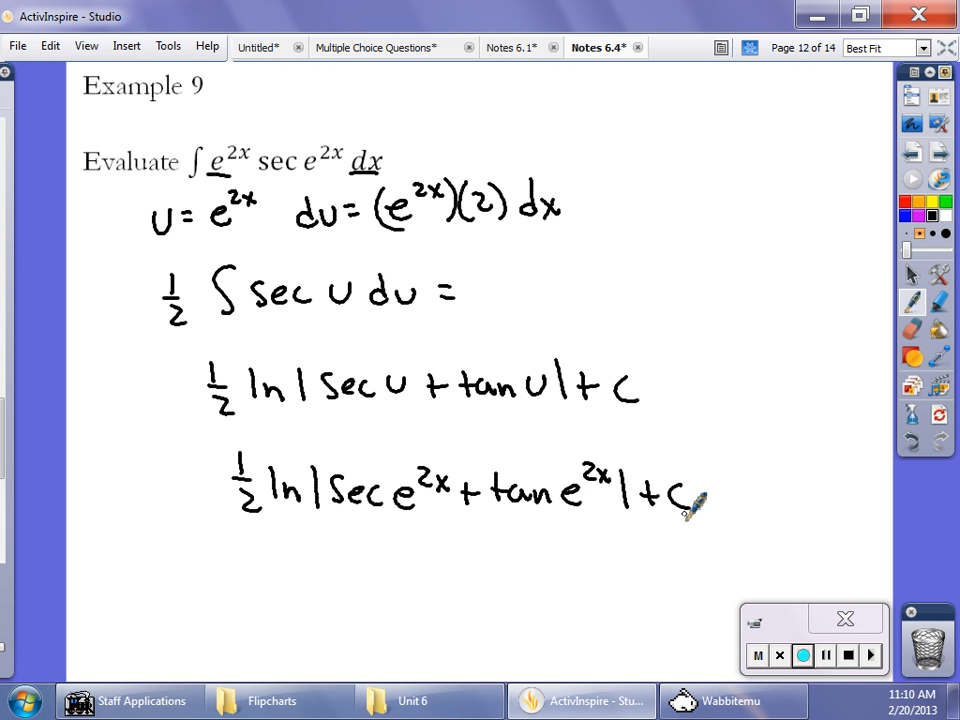 ActivInspire - Studio
File Edit View Insert Tools Help Untitled* Multiple Choice Questions* Notes 6.1* Notes 6.4* Page 12 of 14 Best Fit
Example 9
Evaluate ∫ e^{2x} sec e^{2x} dx
u = e^{2x} du = (e^{2x})(2) dx
1/2 ∫ sec u du =
1/2 ln | sec u + tan u | + c
1/2 ln | sec e^{2x} + tan e^{2x} | + c
M
Staff Applications Flipcharts Unit 6 ActivInspire - Stu... Wabbitemu 11:10 AM
2/20/2013